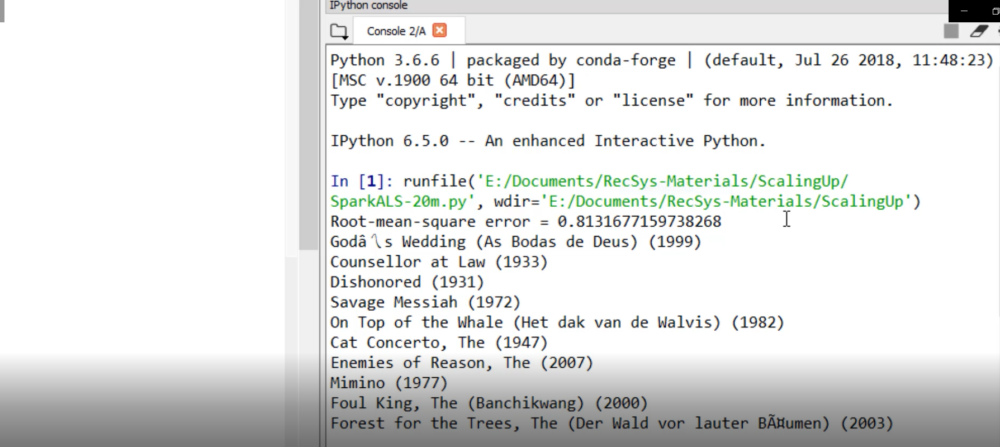 IPython console
Console 2/A
Python 3.6.6 | packaged by conda-forge | (default, Jul 26 2018, 11:48:23)
[MSC v.1900 64 bit (AMD64)]
Type "copyright", "credits" or "license" for more information.
IPython 6.5.0 -- An enhanced Interactive Python.
In [1]: runfile('E:/Documents/RecSys-Materials/ScalingUp/
SparkALS-20m.py', wdir='E:/Documents/RecSys-Materials/ScalingUp')
Root-mean-square error = 0.8131677159738268
Godâ\s Wedding (As Bodas de Deus) (1999)
Counsellor at Law (1933)
Dishonored (1931)
Savage Messiah (1972)
On Top of the Whale (Het dak van de Walvis) (1982)
Cat Concerto, The (1947)
Enemies of Reason, The (2007)
Mimino (1977)
Foul King, The (Banchikwang) (2000)
Forest for the Trees, The (Der Wald vor lauter BÃ¤umen) (2003)